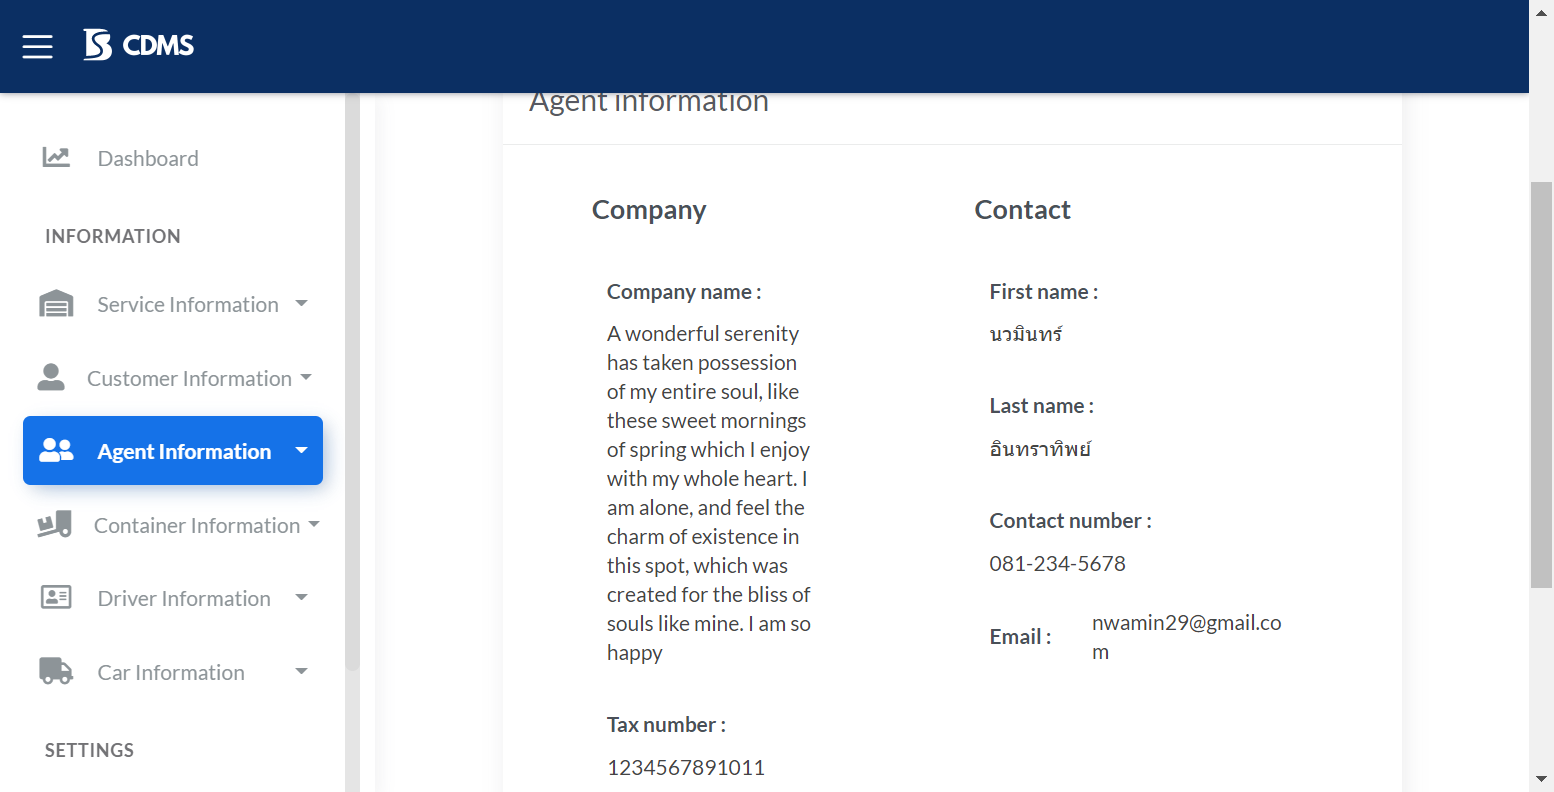 CDMS
Dashboard
INFORMATION
Service Information
Customer Information
Agent Information
Container Information
Driver Information
Car Information
SETTINGS
Agent information
Company
Company name :
A wonderful serenity
has taken possession
of my entire soul, like
these sweet mornings
of spring which I enjoy
with my whole heart. I
am alone, and feel the
charm of existence in
this spot, which was
created for the bliss of
souls like mine. I am so
happy
Tax number :
1234567891011
Contact
First name :
นวมินทร์
Last name :
อินทราทิพย์
Contact number :
081-234-5678
Email :
nwamin29@gmail.co
m